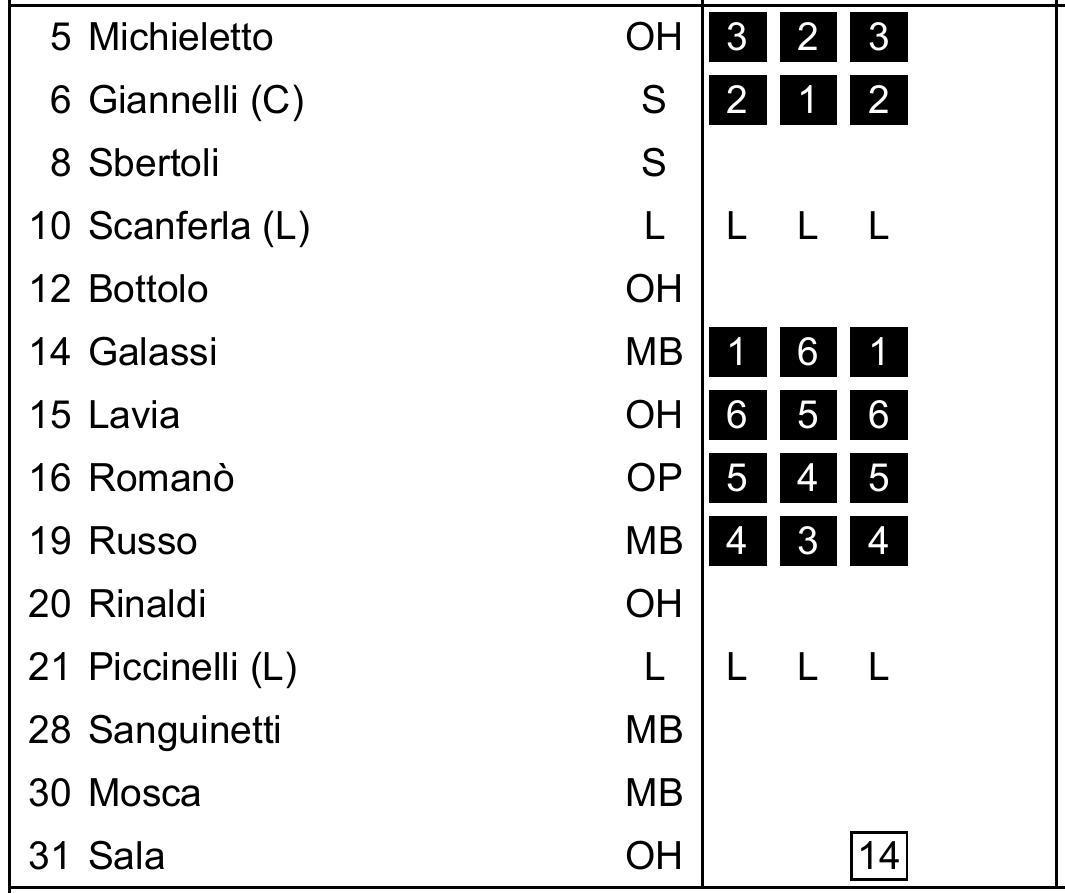 5 Michieletto OH 3 2 3
6 Giannelli (C) S 2 1 2
8 Sbertoli S
10 Scanferla (L) L L L L
12 Bottolo OH
14 Galassi MB 1 6 1
15 Lavia OH 6 5 6
16 Romanò OP 5 4 5
19 Russo MB 4 3 4
20 Rinaldi OH
21 Piccinelli (L) L L L L
28 Sanguinetti MB
30 Mosca MB
31 Sala OH 14